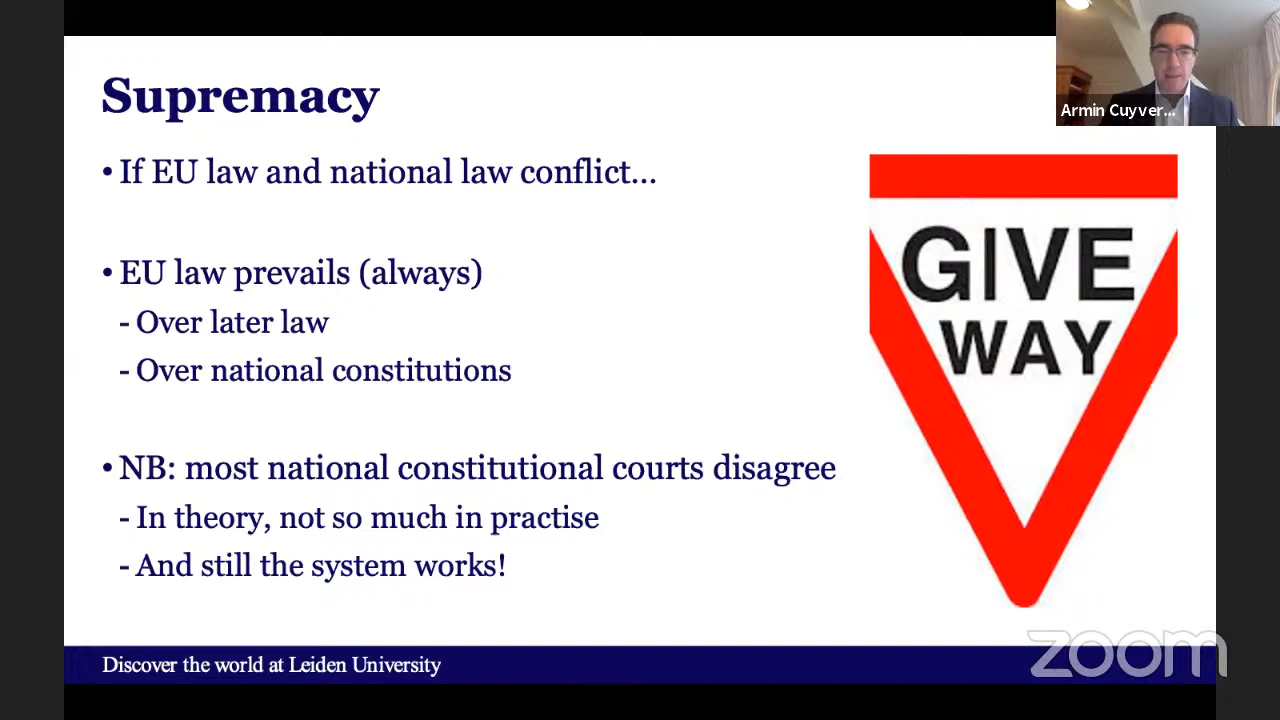 Supremacy
Armin Cuyver...
• If EU law and national law conflict...
• EU law prevails (always)
- Over later law
- Over national constitutions
• NB: most national constitutional courts disagree
- In theory, not so much in practise
- And still the system works!
GIVE
WAY
Discover the world at Leiden University
zoom